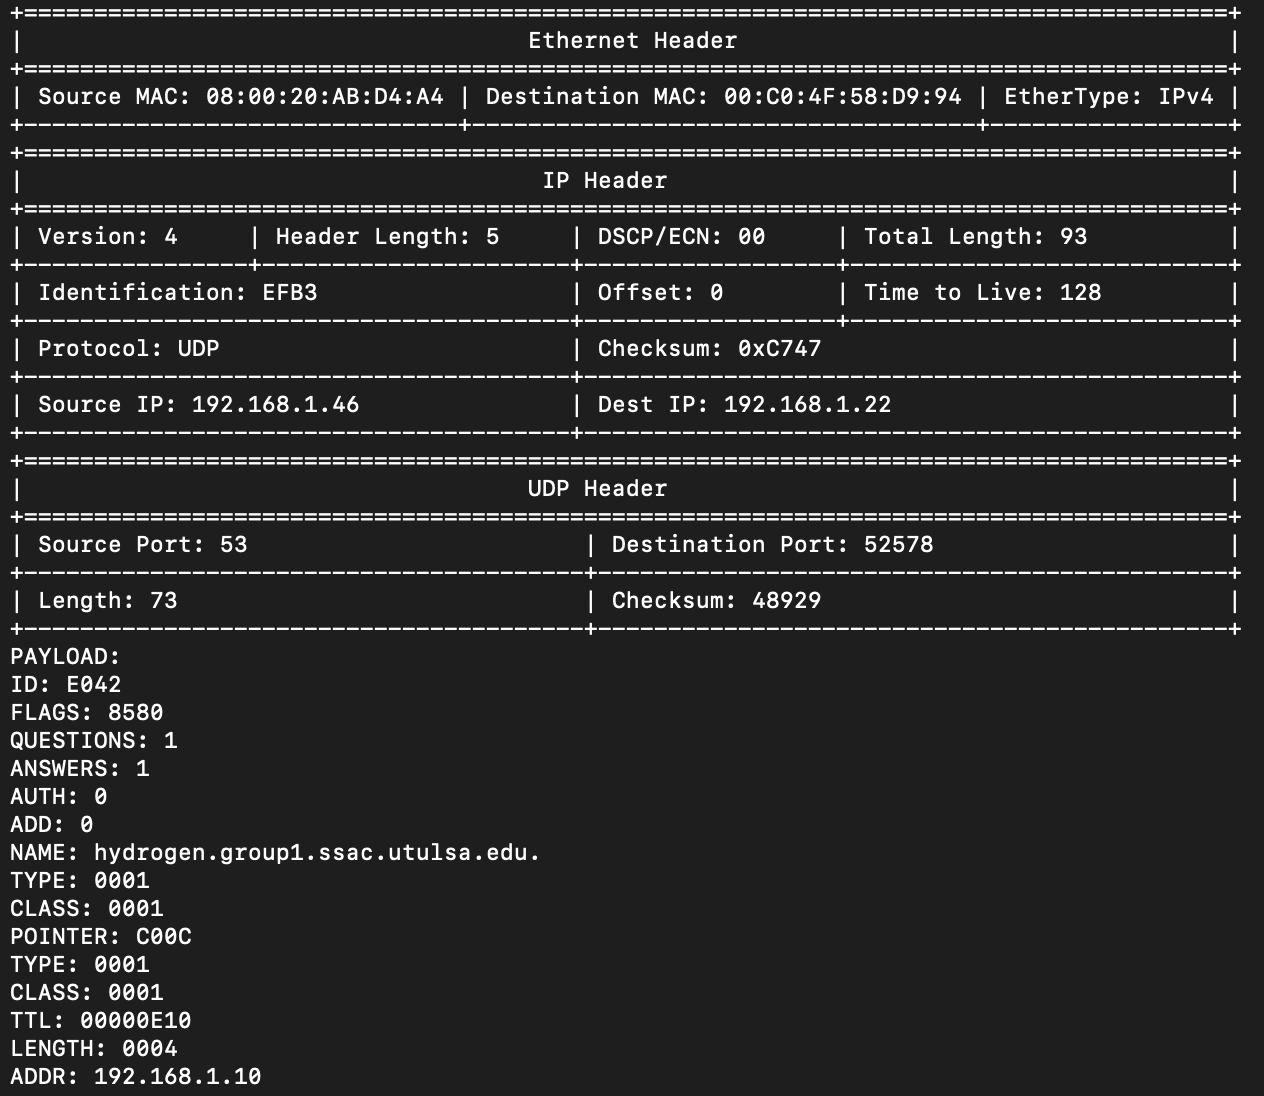 Ethernet Header
| Source MAC: 08:00:20:AB:D4:A4 | Destination MAC: 00:C0:4F:58:D9:94 | EtherType: IPv4 |
IP Header
| Version: 4 | Header Length: 5 | DSCP/ECN: 00 | Total Length: 93 |
| Identification: EFB3 | Offset: 0 | Time to Live: 128 |
| Protocol: UDP | Checksum: 0xC747 |
| Source IP: 192.168.1.46 | Dest IP: 192.168.1.22 |
UDP Header
| Source Port: 53 | Destination Port: 52578 |
| Length: 73 | Checksum: 48929 |
PAYLOAD:
ID: E042
FLAGS: 8580
QUESTIONS: 1
ANSWERS: 1
AUTH: 0
ADD: 0
NAME: hydrogen.group1.ssac.utulsa.edu.
TYPE: 0001
CLASS: 0001
POINTER: C00C
TYPE: 0001
CLASS: 0001
TTL: 00000E10
LENGTH: 0004
ADDR: 192.168.1.10